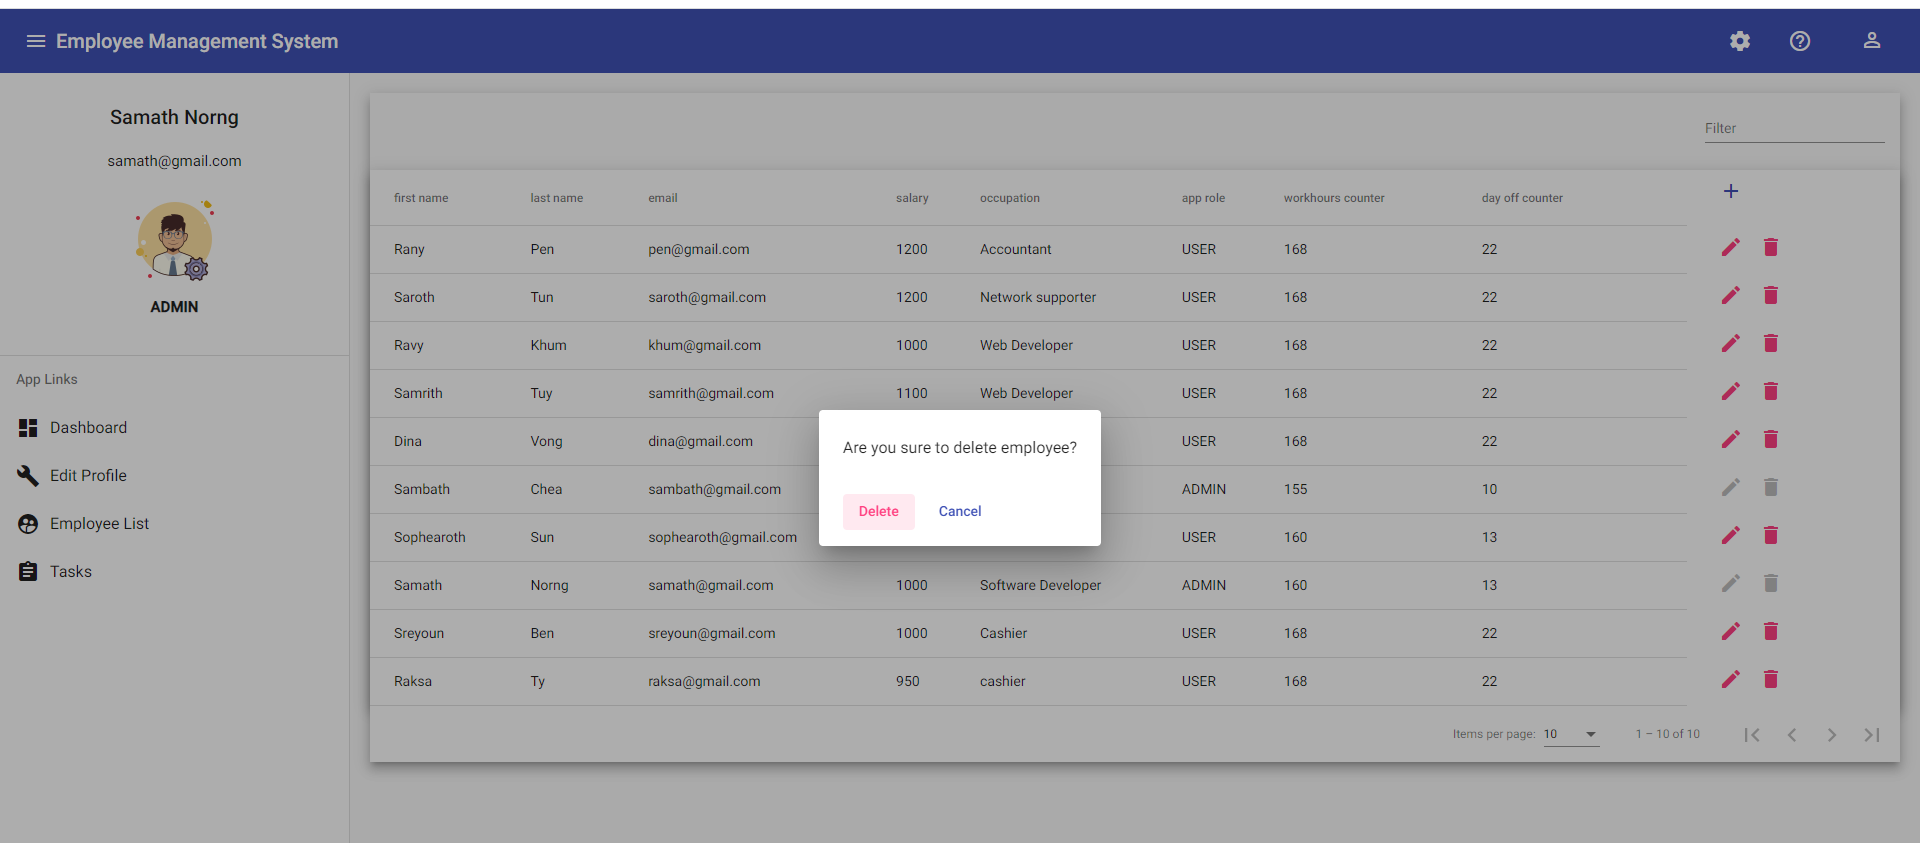 Employee Management System
Samath Norng
samath@gmail.com
ADMIN
App Links
Dashboard
Edit Profile
Employee List
Tasks
Filter
first name last name email salary occupation app role workhours counter day off counter
Rany Pen pen@gmail.com 1200 Accountant USER 168 22
Saroth Tun saroth@gmail.com 1200 Network supporter USER 168 22
Ravy Khum khum@gmail.com 1000 Web Developer USER 168 22
Samrith Tuy samrith@gmail.com 1100 Web Developer USER 168 22
Dina Vong dina@gmail.com USER 168 22
Sambath Chea sambath@gmail.com ADMIN 155 10
Sophearoth Sun sophearoth@gmail.com USER 160 13
Samath Norng samath@gmail.com 1000 Software Developer ADMIN 160 13
Sreyoun Ben sreyoun@gmail.com 1000 Cashier USER 168 22
Raksa Ty raksa@gmail.com 950 cashier USER 168 22
Are you sure to delete employee?
Delete Cancel
Items per page: 10 1 – 10 of 10